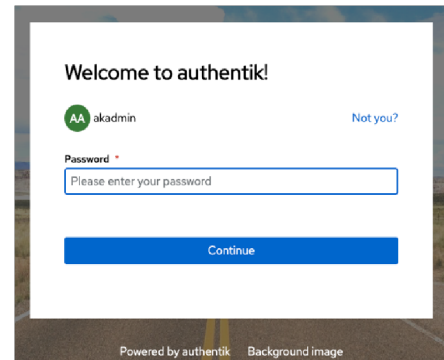 Welcome to authentik!
AA akadmin Not you?
Password *
Please enter your password
Continue
Powered by authentik Background image